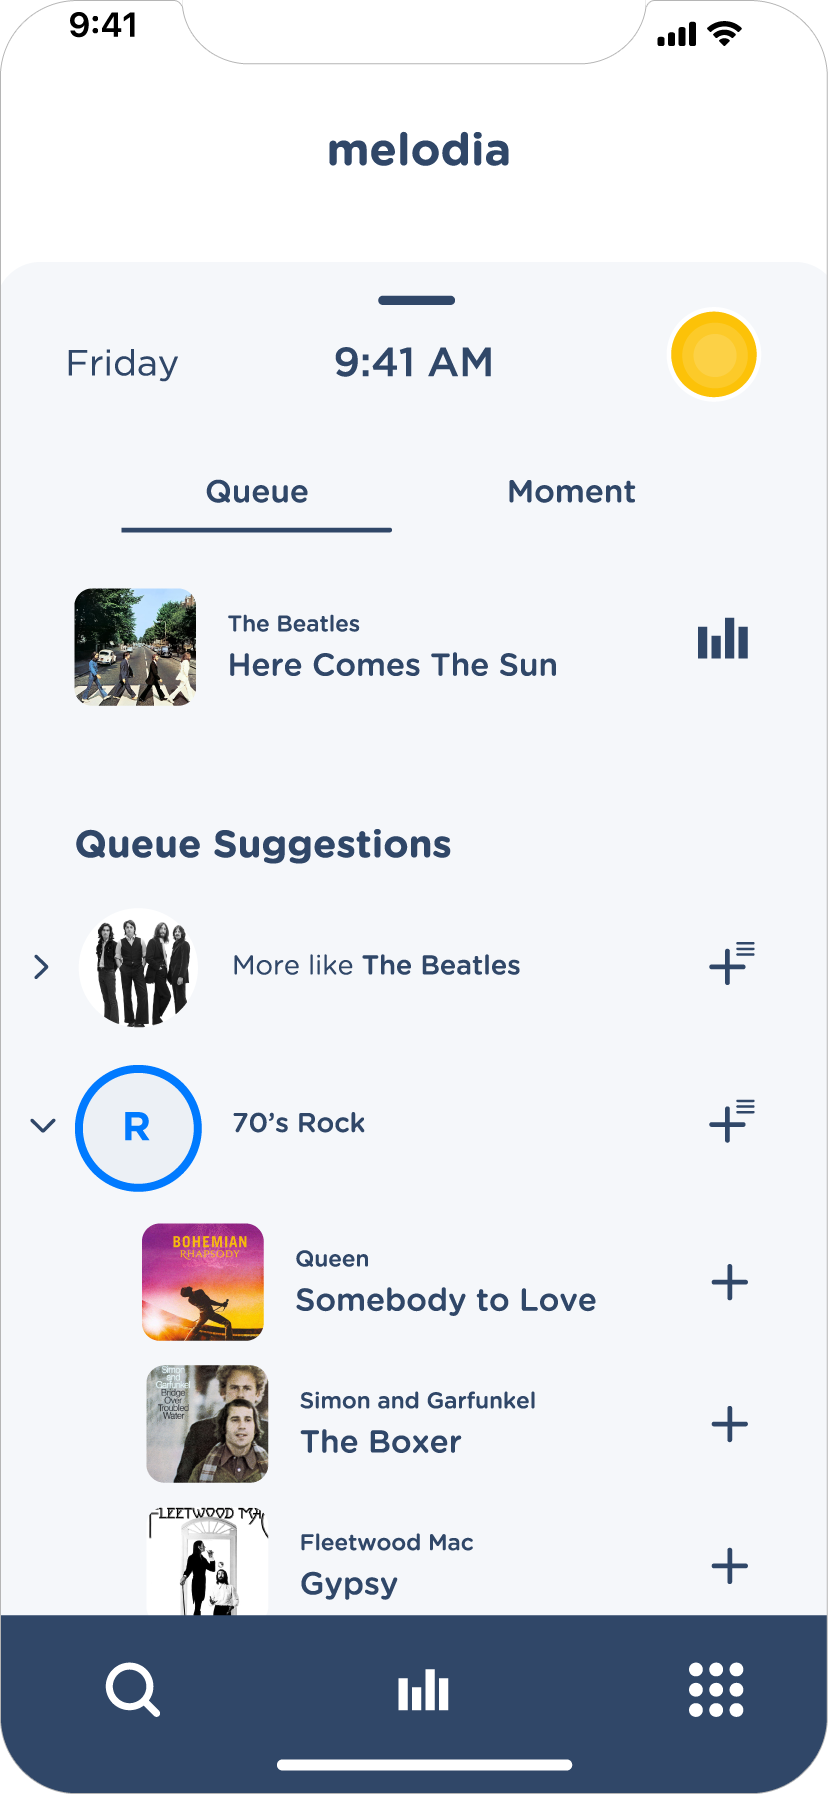 9:41
melodia
Friday
9:41 AM
Queue
Moment
The Beatles
Here Comes The Sun
Queue Suggestions
More like The Beatles
R
70’s Rock
BOHEMIAN
RHAPSODY
Queen
Somebody to Love
Simon
and
Garfunkel
Bridge
Over
Troubled
Water
Simon and Garfunkel
The Boxer
FLEETWOOD MAC
Fleetwood Mac
Gypsy